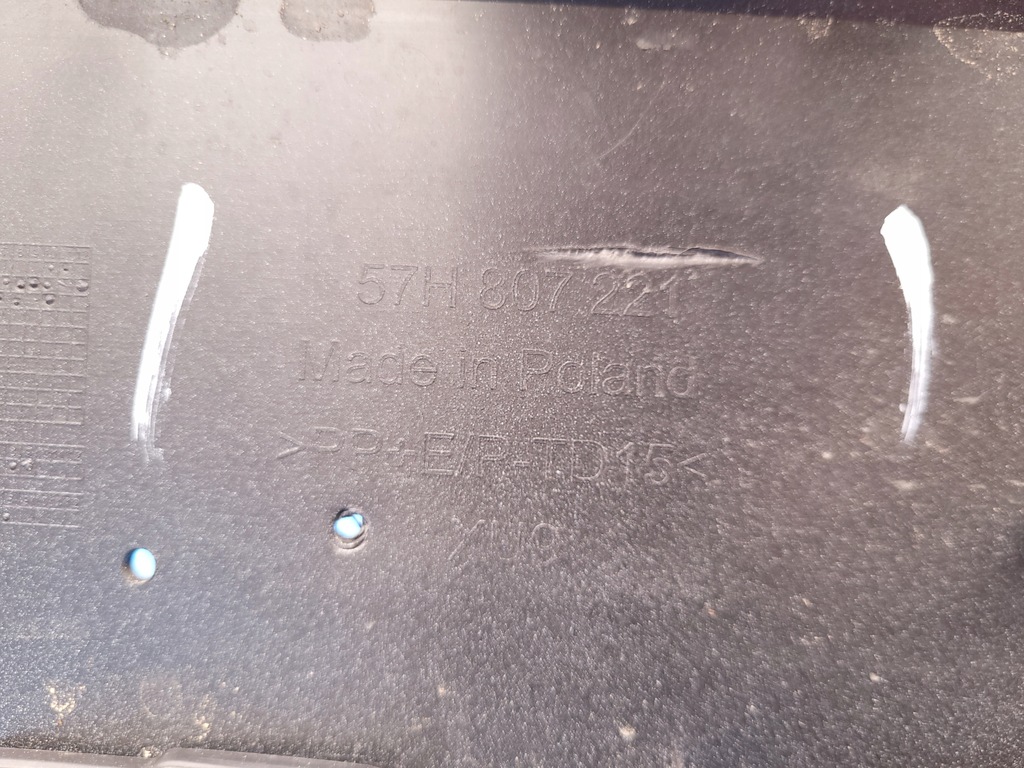 57H 807 221
Made in Poland
>PP+E/P-TD15<